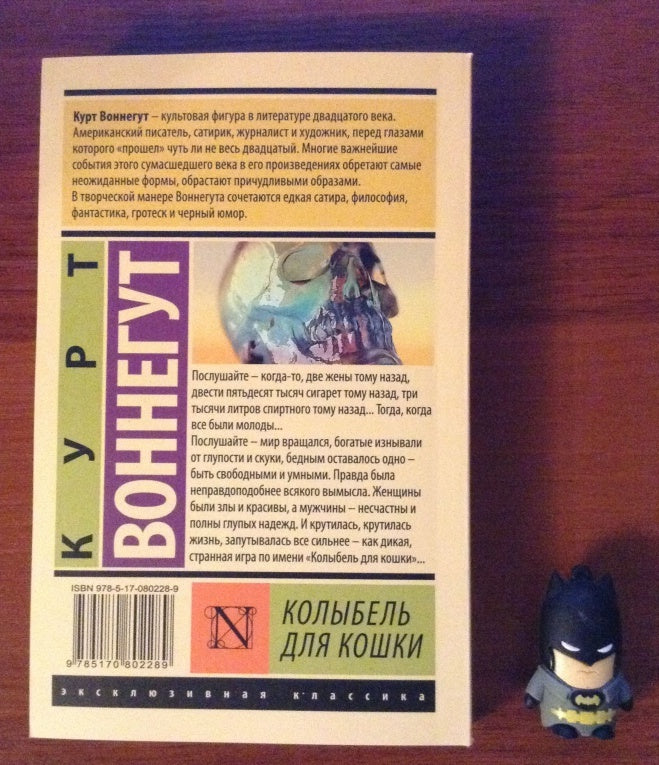 Курт Воннегут – культовая фигура в литературе двадцатого века.
Американский писатель, сатирик, журналист и художник, перед глазами
которого «прошел» чуть ли не весь двадцатый. Многие важнейшие
события этого сумасшедшего века в его произведениях обретают самые
неожиданные формы, обрастают причудливыми образами.
В творческой манере Воннегута сочетаются едкая сатира, философия,
фантастика, гротеск и черный юмор.
КУРТ
ВОННЕГУТ
Послушайте – когда-то, две жены тому назад,
двести пятьдесят тысяч сигарет тому назад, три
тысячи литров спиртного тому назад... Тогда, когда
все были молоды...
Послушайте – мир вращался, богатые изнывали
от глупости и скуки, бедным оставалось одно –
быть свободными и умными. Правда была
неправдоподобнее всякого вымысла. Женщины
были злы и красивы, а мужчины – несчастны и
полны глупых надежд. И крутилась, крутилась
жизнь, запутывалась все сильнее – как дикая,
странная игра по имени «Колыбель для кошки»...
ISBN 978-5-17-080228-9
9 785170 802289
N
КОЛЫБЕЛЬ
ДЛЯ КОШКИ
эксклюзивная классика